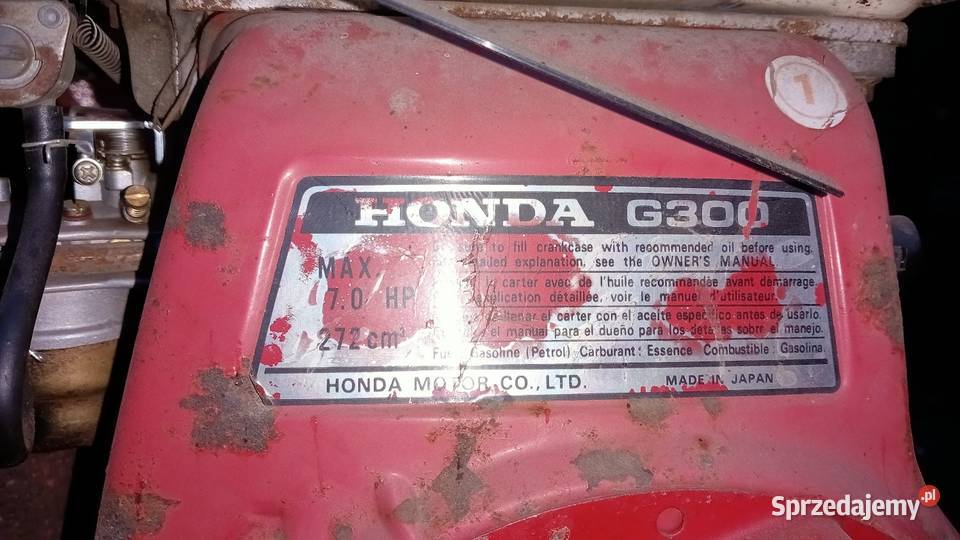 1
HONDA G300
MAX.
7.0 HP
272 cm³
to fill crankcase with recommended oil before using.
explanation, see the OWNER'S MANUAL
carter avec de l'huile recommandée avant démarrage
explication détaillée, voir le manuel d'utilisateur.
llenar el carter con el aceite específico antes de usarlo.
el manual para el dueño para los detalles sobre el manejo.
Fuel Gasoline (Petrol) Carburant: Essence Combustible: Gasolina
HONDA MOTOR CO., LTD. MADE IN JAPAN
Sprzedajemy.pl